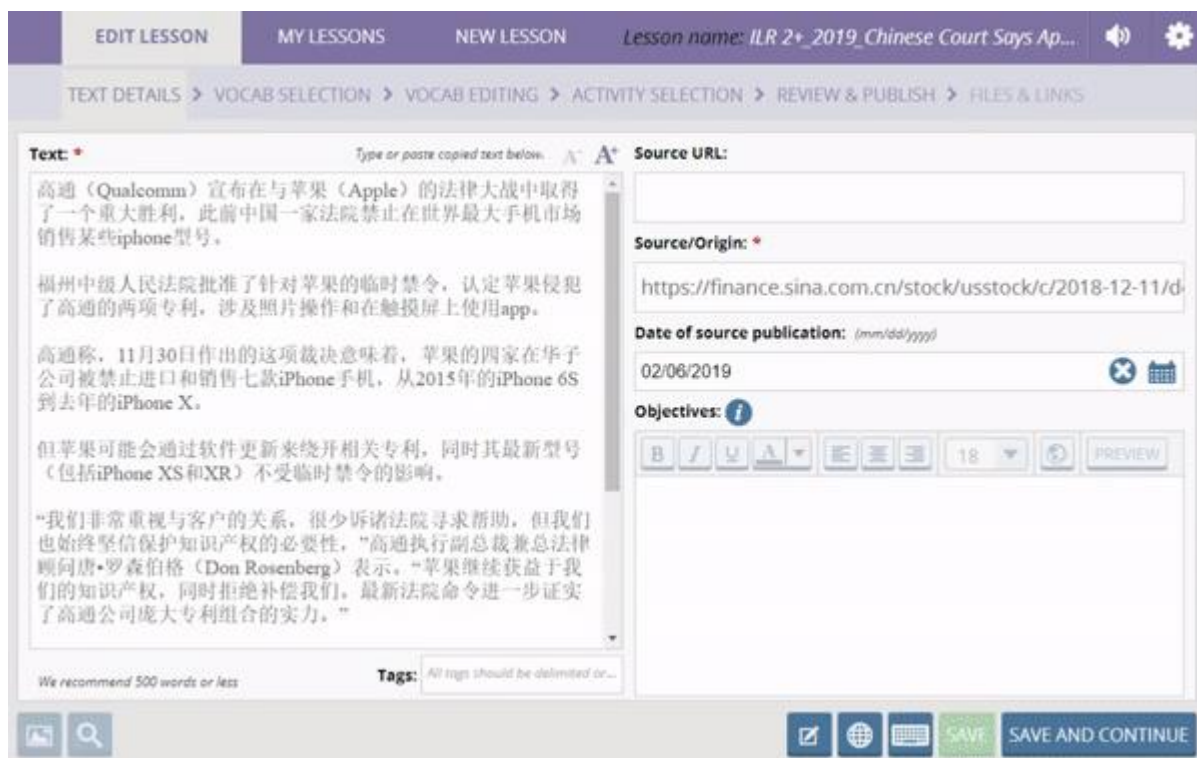 EDIT LESSON
MY LESSONS
NEW LESSON
Lesson name: ILR 2+_2019_Chinese Court Says Ap...
TEXT DETAILS > VOCAB SELECTION > VOCAB EDITING > ACTIVITY SELECTION > REVIEW & PUBLISH > FILES & LINKS
Text: *
Type or paste copied text below.
A-
A+
高通（Qualcomm）宣布在与苹果（Apple）的法律大战中取得
了一个重大胜利，此前中国一家法院禁止在世界最大手机市场
销售某些iphone型号。
福州中级人民法院批准了针对苹果的临时禁令，认定苹果侵犯
了高通的两项专利，涉及照片操作和在触摸屏上使用app。
高通称，11月30日作出的这项裁决意味着，苹果的四家在华子
公司被禁止进口和销售七款iPhone手机，从2015年的iPhone 6S
到去年的iPhone X。
但苹果可能会通过软件更新来绕开相关专利，同时其最新型号
（包括iPhone XS和XR）不受临时禁令的影响。
“我们非常重视与客户的关系，很少诉诸法院寻求帮助，但我们
也始终坚信保护知识产权的必要性，”高通执行副总裁兼总法律
顾问唐•罗森伯格（Don Rosenberg）表示。“苹果继续获益于我
们的知识产权，同时拒绝补偿我们。最新法院命令进一步证实
了高通公司庞大专利组合的实力。”
We recommend 500 words or less
Tags:
All tags should be delimited or...
Source URL:
Source/Origin: *
https://finance.sina.com.cn/stock/usstock/c/2018-12-11/d
Date of source publication: (mm/dd/yyyy)
02/06/2019
Objectives:
i
B I U A
18
PREVIEW
SAVE
SAVE AND CONTINUE